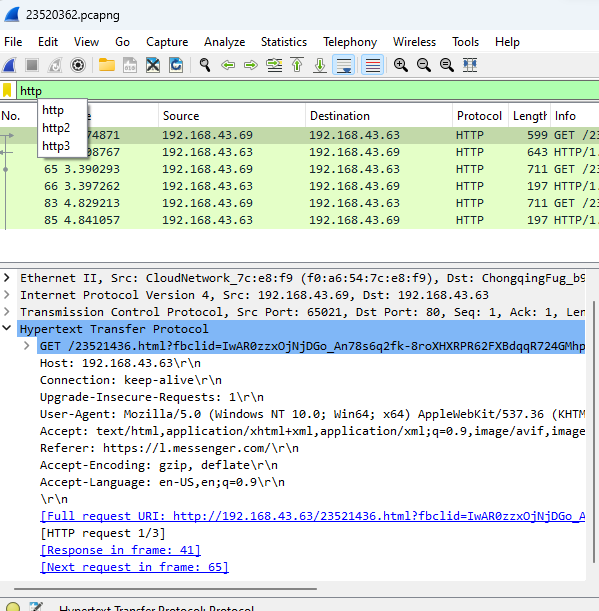 23520362.pcapng
File Edit View Go Capture Analyze Statistics Telephony Wireless Tools Help
http
http
http2
http3
No. Source Destination Protocol Length Info
74871 192.168.43.69 192.168.43.63 HTTP 599 GET /23
08767 192.168.43.63 192.168.43.69 HTTP 643 HTTP/1.
65 3.390293 192.168.43.69 192.168.43.63 HTTP 711 GET /23
66 3.397262 192.168.43.63 192.168.43.69 HTTP 197 HTTP/1.
83 4.829213 192.168.43.69 192.168.43.63 HTTP 711 GET /23
85 4.841057 192.168.43.63 192.168.43.69 HTTP 197 HTTP/1.
Ethernet II, Src: CloudNetwork_7c:e8:f9 (f0:a6:54:7c:e8:f9), Dst: ChongqingFug_b9
Internet Protocol Version 4, Src: 192.168.43.69, Dst: 192.168.43.63
Transmission Control Protocol, Src Port: 65021, Dst Port: 80, Seq: 1, Ack: 1, Len
Hypertext Transfer Protocol
GET /23521436.html?fbclid=IwAR0zzxOjNjDGo_An78s6q2fk-8roXHXRPR62FXBdqqR724GMhp
Host: 192.168.43.63\r\n
Connection: keep-alive\r\n
Upgrade-Insecure-Requests: 1\r\n
User-Agent: Mozilla/5.0 (Windows NT 10.0; Win64; x64) AppleWebKit/537.36 (KHTM
Accept: text/html,application/xhtml+xml,application/xml;q=0.9,image/avif,image
Referer: https://l.messenger.com/\r\n
Accept-Encoding: gzip, deflate\r\n
Accept-Language: en-US,en;q=0.9\r\n
\r\n
[Full request URI: http://192.168.43.63/23521436.html?fbclid=IwAR0zzxOjNjDGo_A
[HTTP request 1/3]
[Response in frame: 41]
[Next request in frame: 65]
Hypertext Transfer Protocol: Protocol